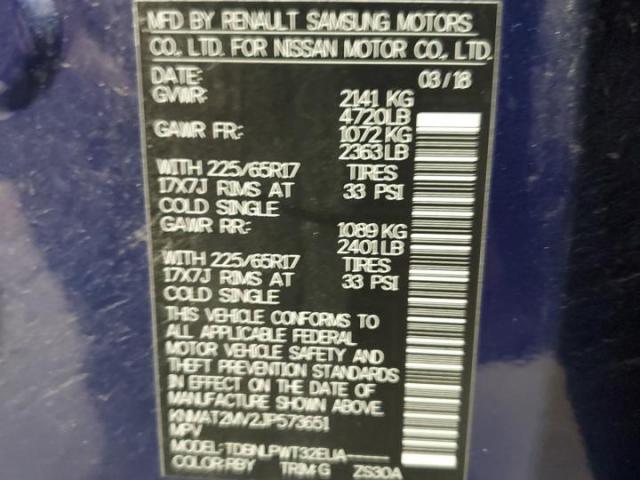 MFD BY RENAULT SAMSUNG MOTORS
CO., LTD. FOR NISSAN MOTOR CO., LTD.
DATE: 03/18
GVWR: 2141 KG
4720LB
GAWR FR: 1072 KG
2363LB
WITH 225/65R17 TIRES
17X7J RIMS AT 33 PSI
COLD SINGLE
GAWR RR: 1089 KG
2401LB
WITH 225/65R17 TIRES
17X7J RIMS AT 33 PSI
COLD SINGLE
THIS VEHICLE CONFORMS TO
ALL APPLICABLE FEDERAL
MOTOR VEHICLE SAFETY AND
THEFT PREVENTION STANDARDS
IN EFFECT ON THE DATE OF
MANUFACTURE SHOWN ABOVE.
KNMAT2MV2JP573651
MPV
MODEL: TDBNLPWT32EUA------
COLOR: RBY TRIM: G ZS30A